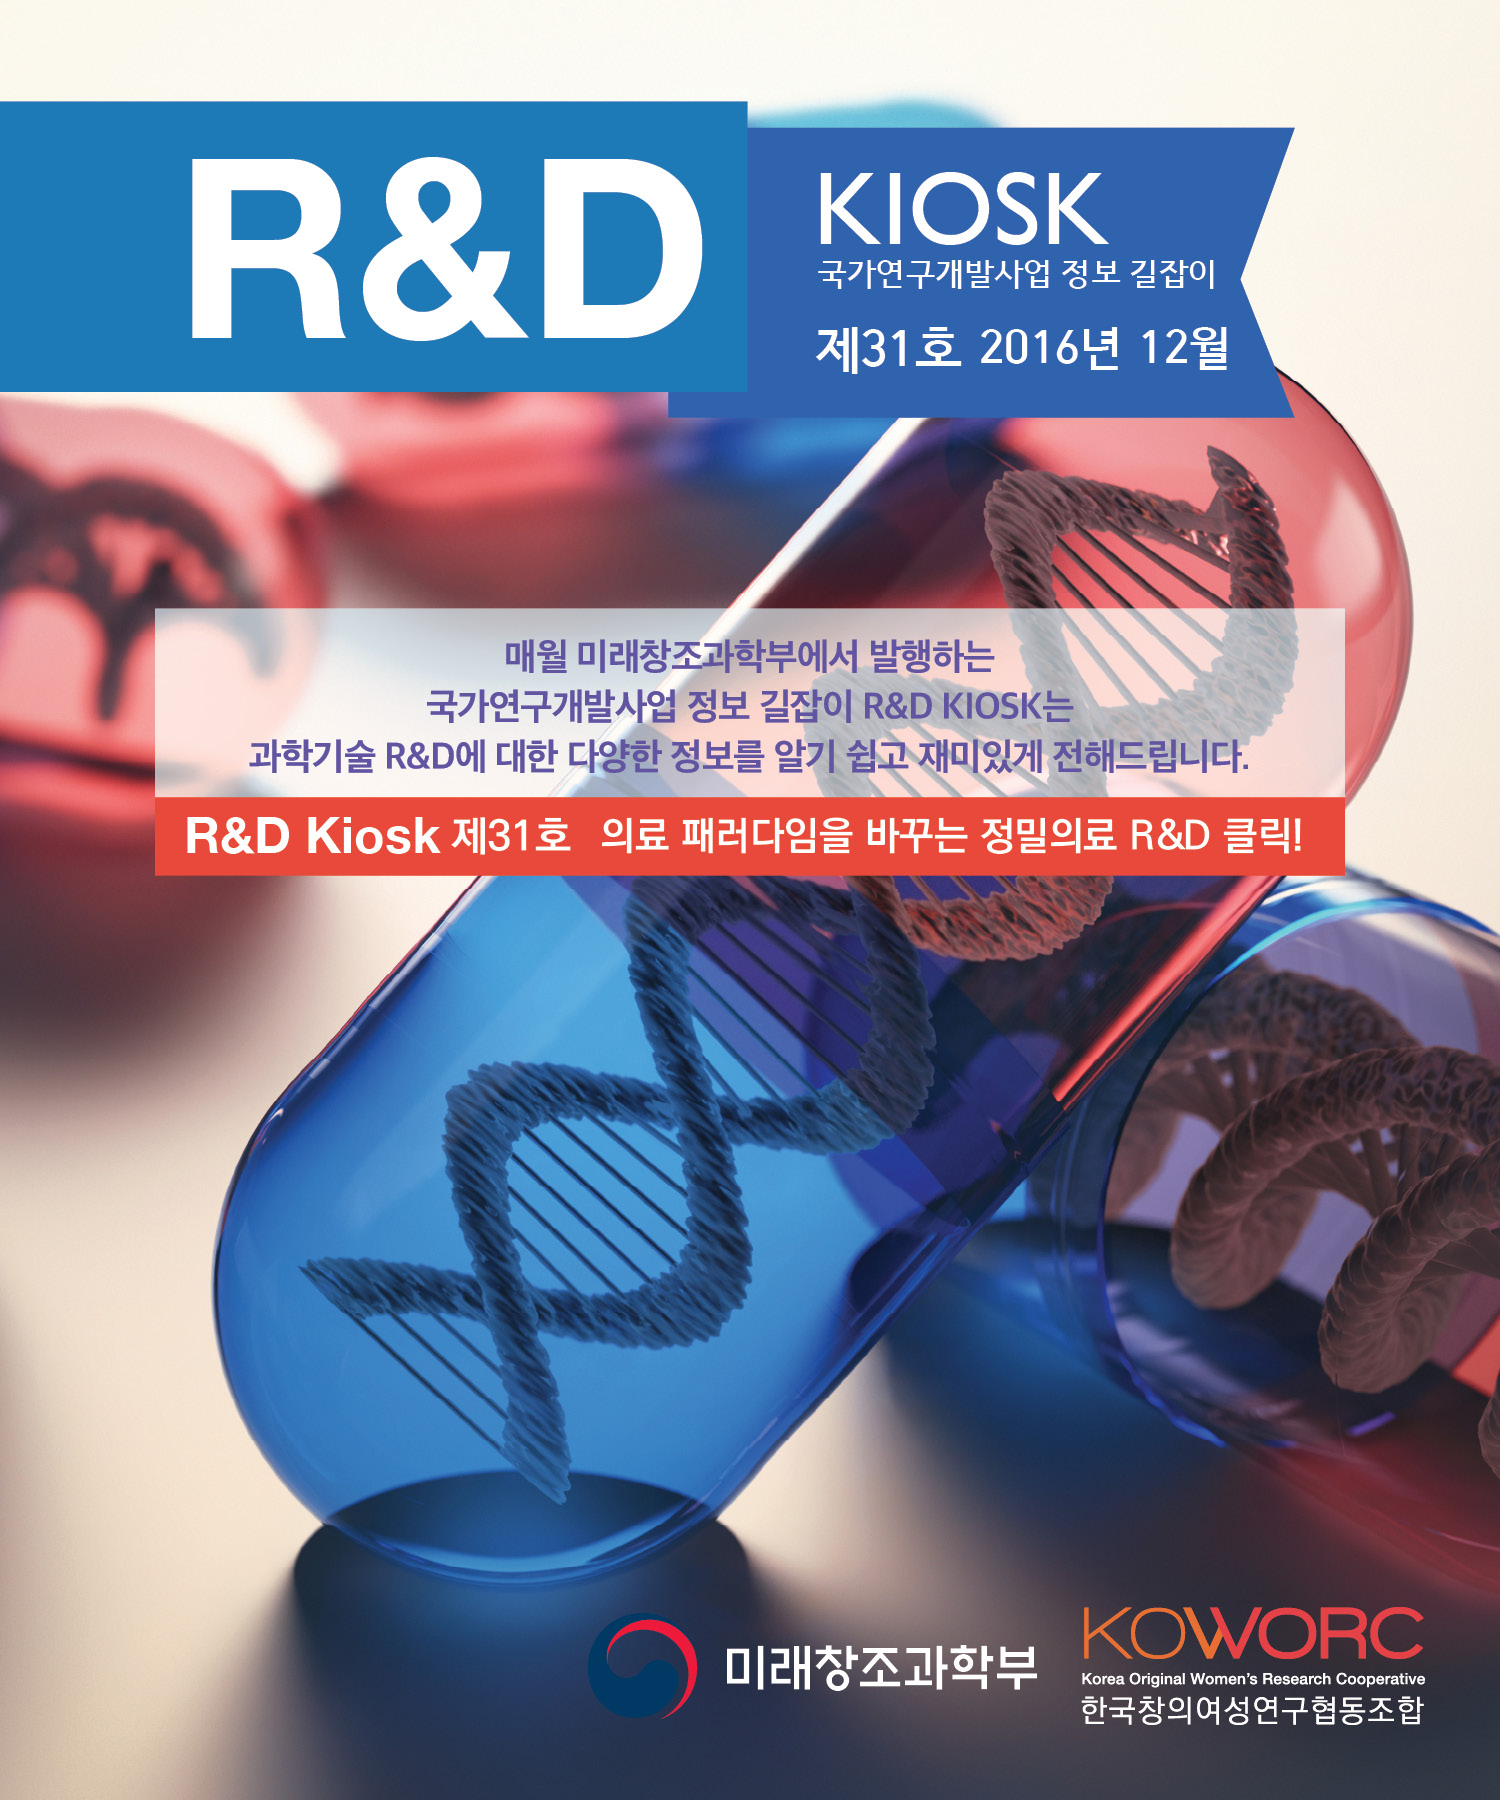 R&D
KIOSK
국가연구개발사업 정보 길잡이
제31호 2016년 12월
매월 미래창조과학부에서 발행하는
국가연구개발사업 정보 길잡이 R&D KIOSK는
과학기술 R&D에 대한 다양한 정보를 알기 쉽고 재미있게 전해드립니다.
R&D Kiosk 제31호 의료 패러다임을 바꾸는 정밀의료 R&D 클릭!
미래창조과학부
KOWORC
Korea Original Women's Research Cooperative
한국창의여성연구협동조합